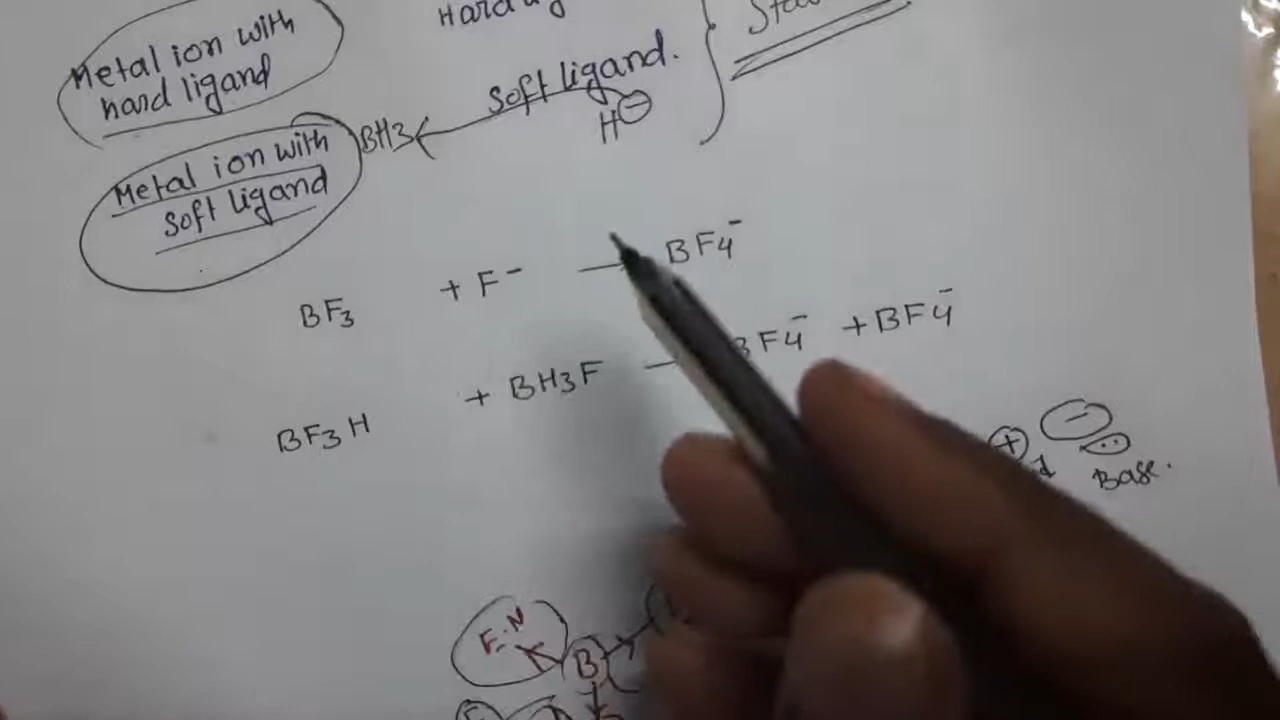 Metal ion with
hard ligand
soft ligand.
H⊖
BH3
Metal ion with
soft ligand
BF3 + F⁻ → BF4⁻
BF3H + BH3F → BF4⁻ + BF4⁻
⊕ ⊖
Base.
F N
B